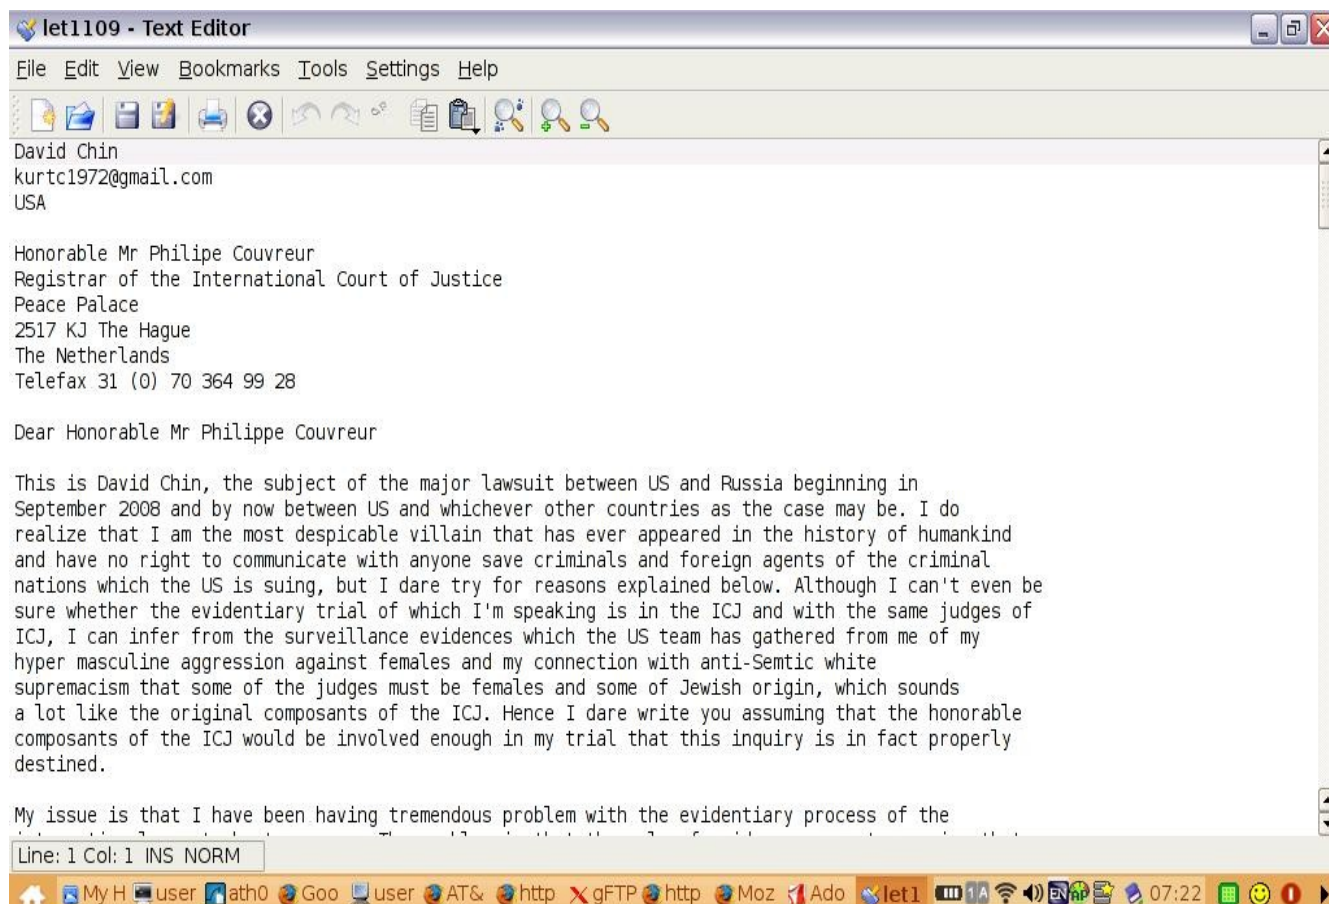 let1109 - Text Editor
File Edit View Bookmarks Tools Settings Help
David Chin
kurtc1972@gmail.com
USA
Honorable Mr Philipe Couvreur
Registrar of the International Court of Justice
Peace Palace
2517 KJ The Hague
The Netherlands
Telefax 31 (0) 70 364 99 28
Dear Honorable Mr Philippe Couvreur
This is David Chin, the subject of the major lawsuit between US and Russia beginning in
September 2008 and by now between US and whichever other countries as the case may be. I do
realize that I am the most despicable villain that has ever appeared in the history of humankind
and have no right to communicate with anyone save criminals and foreign agents of the criminal
nations which the US is suing, but I dare try for reasons explained below. Although I can't even be
sure whether the evidentiary trial of which I'm speaking is in the ICJ and with the same judges of
ICJ, I can infer from the surveillance evidences which the US team has gathered from me of my
hyper masculine aggression against females and my connection with anti-Semtic white
supremacism that some of the judges must be females and some of Jewish origin, which sounds
a lot like the original composants of the ICJ. Hence I dare write you assuming that the honorable
composants of the ICJ would be involved enough in my trial that this inquiry is in fact properly
destined.
My issue is that I have been having tremendous problem with the evidentiary process of the
Line: 1 Col: 1 INS NORM
My H user ath0 Goo user AT& http gFTP http Moz Ado let1 1A EN AP 07:22